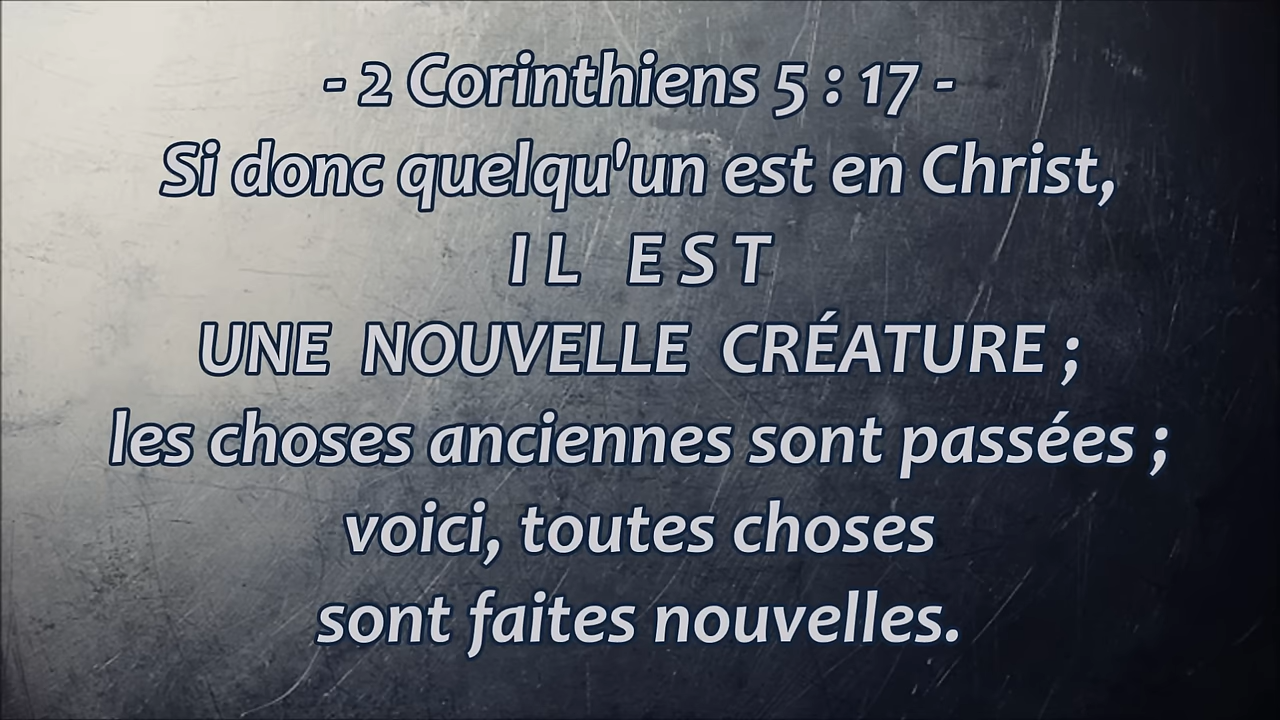 - 2 Corinthiens 5 : 17 -
Si donc quelqu'un est en Christ,
I L   E S T
UNE NOUVELLE CRÉATURE ;
les choses anciennes sont passées ;
voici, toutes choses
sont faites nouvelles.